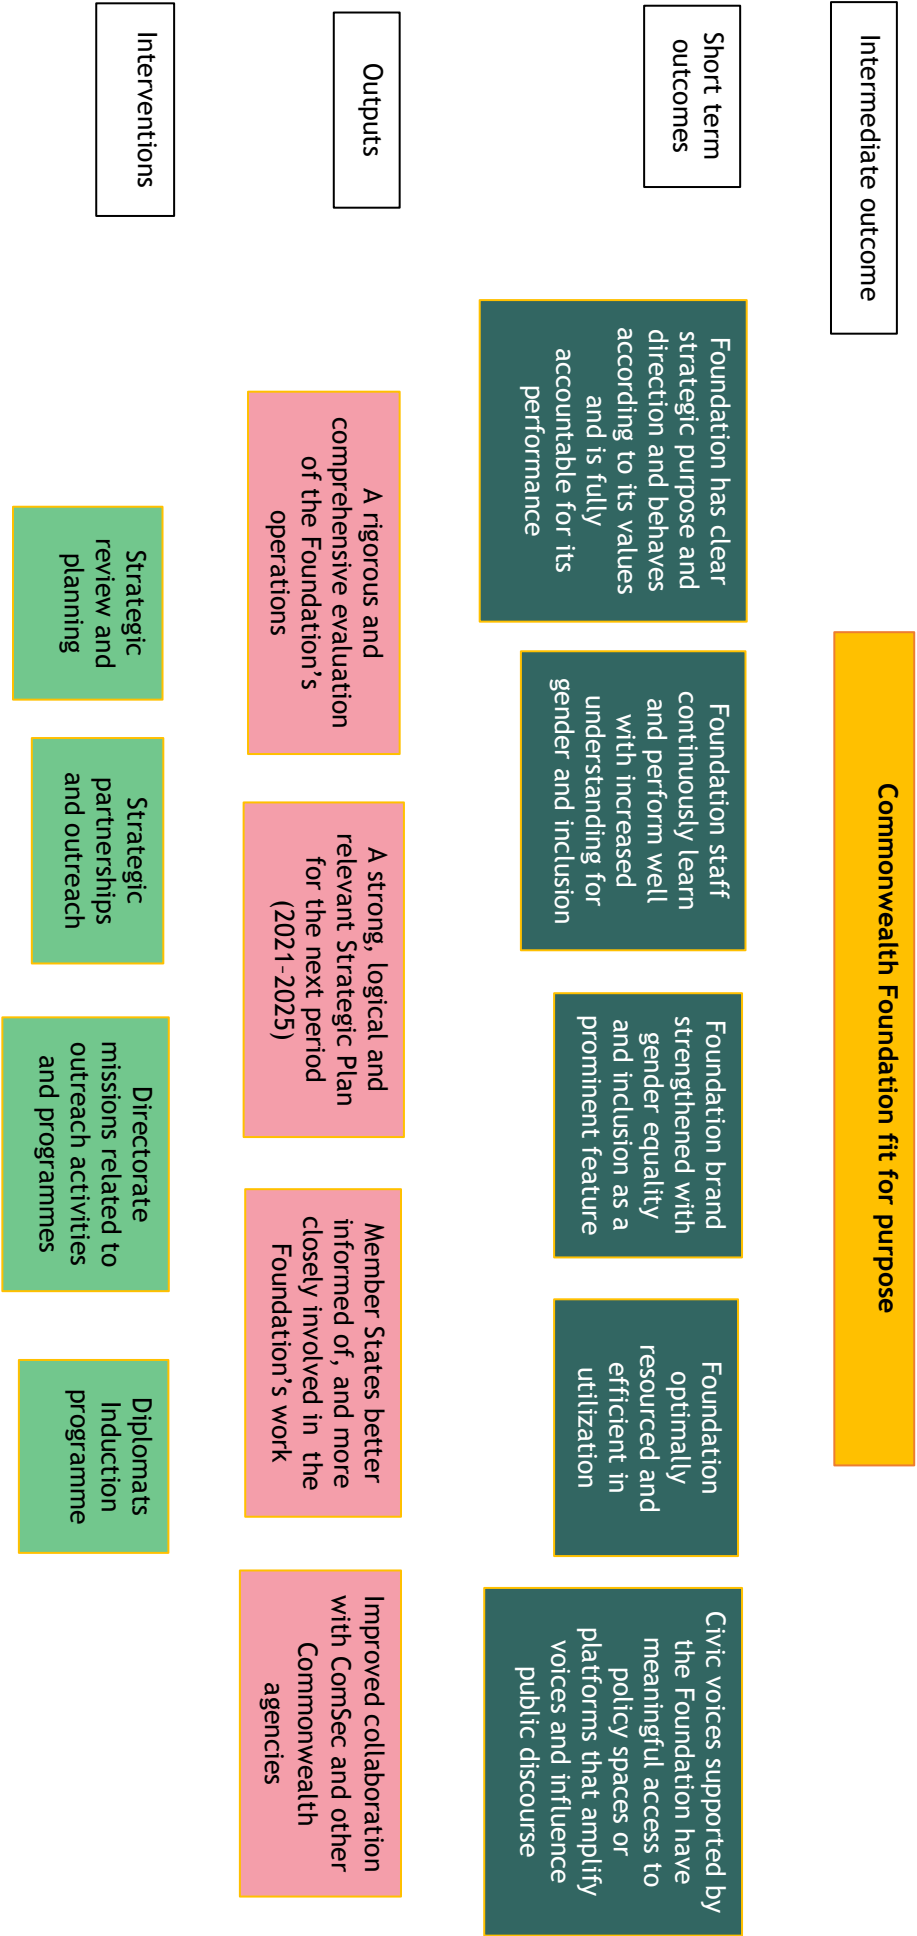 Intermediate outcome
Commonwealth Foundation fit for purpose
Short term
outcomes
Foundation has clear
strategic purpose and
direction and behaves
according to its values
and is fully
accountable for its
performance
Foundation staff
continuously learn
and perform well
with increased
understanding for
gender and inclusion
Foundation brand
strengthened with
gender equality
and inclusion as a
prominent feature
Foundation
optimally
resourced and
efficient in
utilization
Civic voices supported by
the Foundation have
meaningful access to
policy spaces or
platforms that amplify
voices and influence
public discourse
Outputs
A rigorous and
comprehensive evaluation
of the Foundation’s
operations
A strong, logical and
relevant Strategic Plan
for the next period
(2021-2025)
Member States better
informed of, and more
closely involved in the
Foundation’s work
Improved collaboration
with ComSec and other
Commonwealth
agencies
Interventions
Strategic
review and
planning
Strategic
partnerships
and outreach
Directorate
missions related to
outreach activities
and programmes
Diplomats
Induction
programme